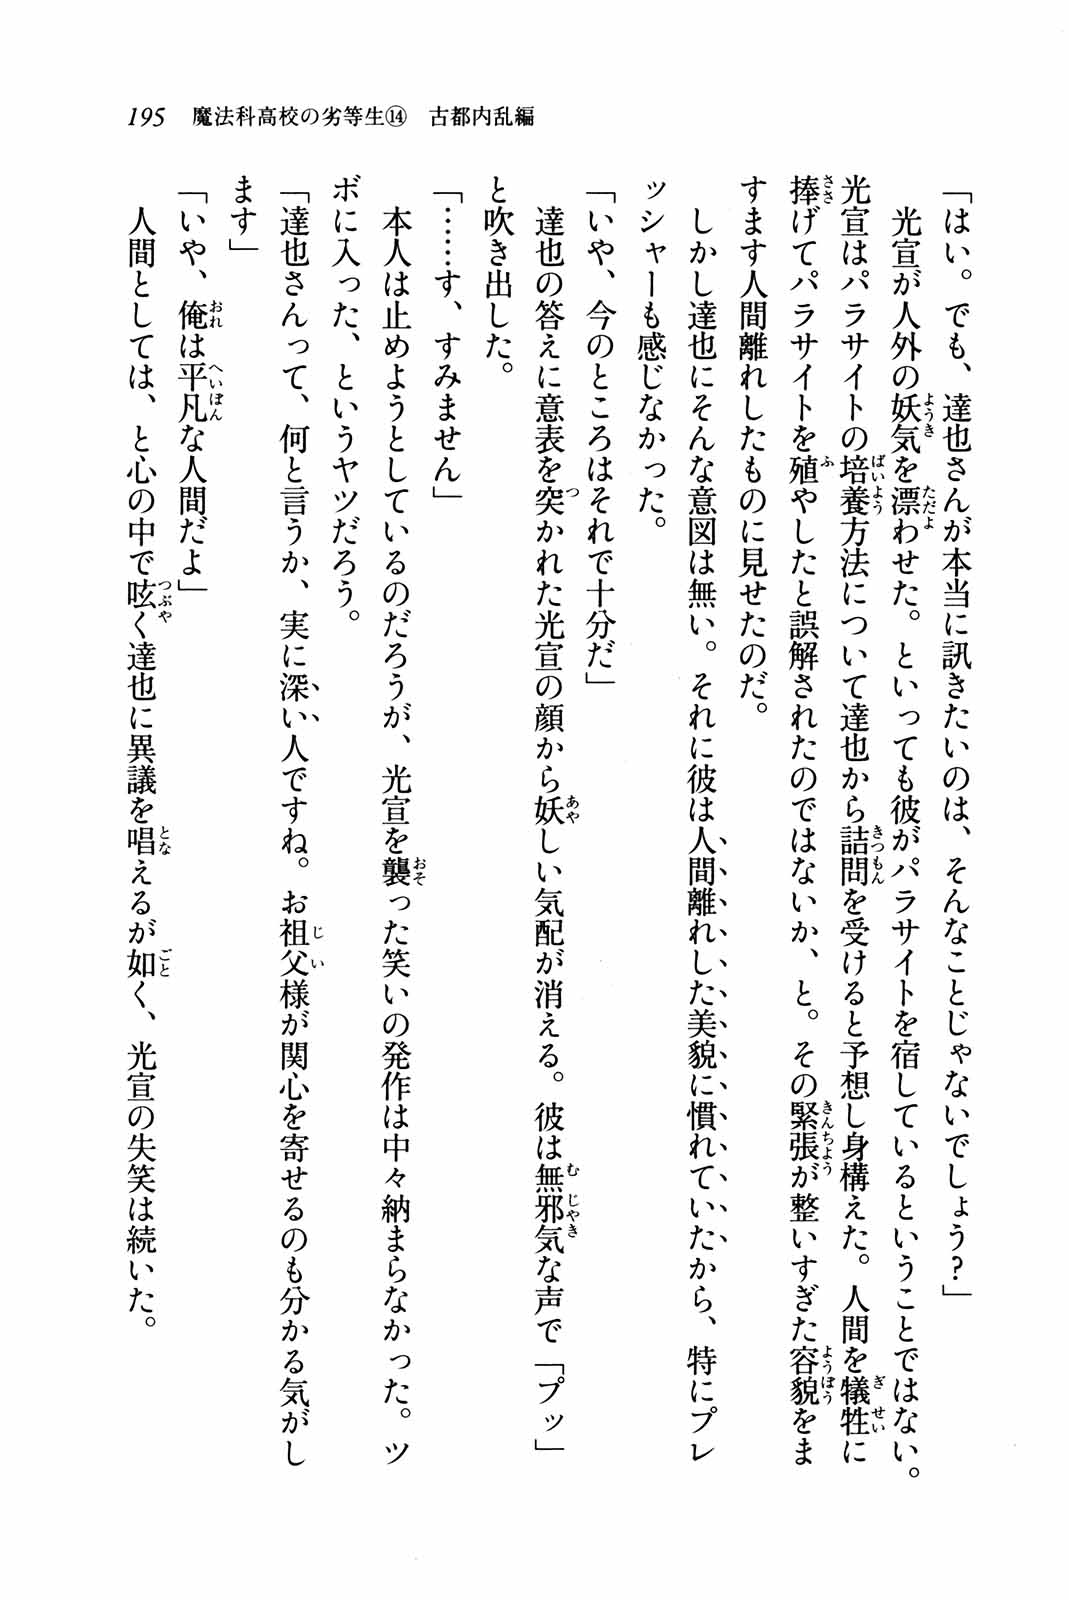 195 魔法科高校の劣等生⑭ 古都内乱編
「はい。でも、達也さんが本当に訊きたいのは、そんなことじゃないでしょう?」
光宣が人外の妖気を漂わせた。といっても彼がパラサイトを宿しているということではない。
光宣はパラサイトの培養方法について達也から詰問を受けると予想し身構えた。人間を犠牲に
捧げてパラサイトを殖やしたと誤解されたのではないか、と。その緊張が整いすぎた容貌をま
すます人間離れしたものに見せたのだ。
しかし達也にそんな意図は無い。それに彼は人間離れした美貌に慣れていたから、特にプレ
ッシャーも感じなかった。
「いや、今のところはそれで十分だ」
達也の答えに意表を突かれた光宣の顔から妖しい気配が消える。彼は無邪気な声で「プッ」
と吹き出した。
「……す、すみません」
本人は止めようとしているのだろうが、光宣を襲った笑いの発作は中々納まらなかった。ツ
ボに入った、というヤツだろう。
「達也さんって、何と言うか、実に深い人ですね。お祖父様が関心を寄せるのも分かる気がし
ます」
「いや、俺は平凡な人間だよ」
人間としては、と心の中で呟く達也に異議を唱えるが如く、光宣の失笑は続いた。